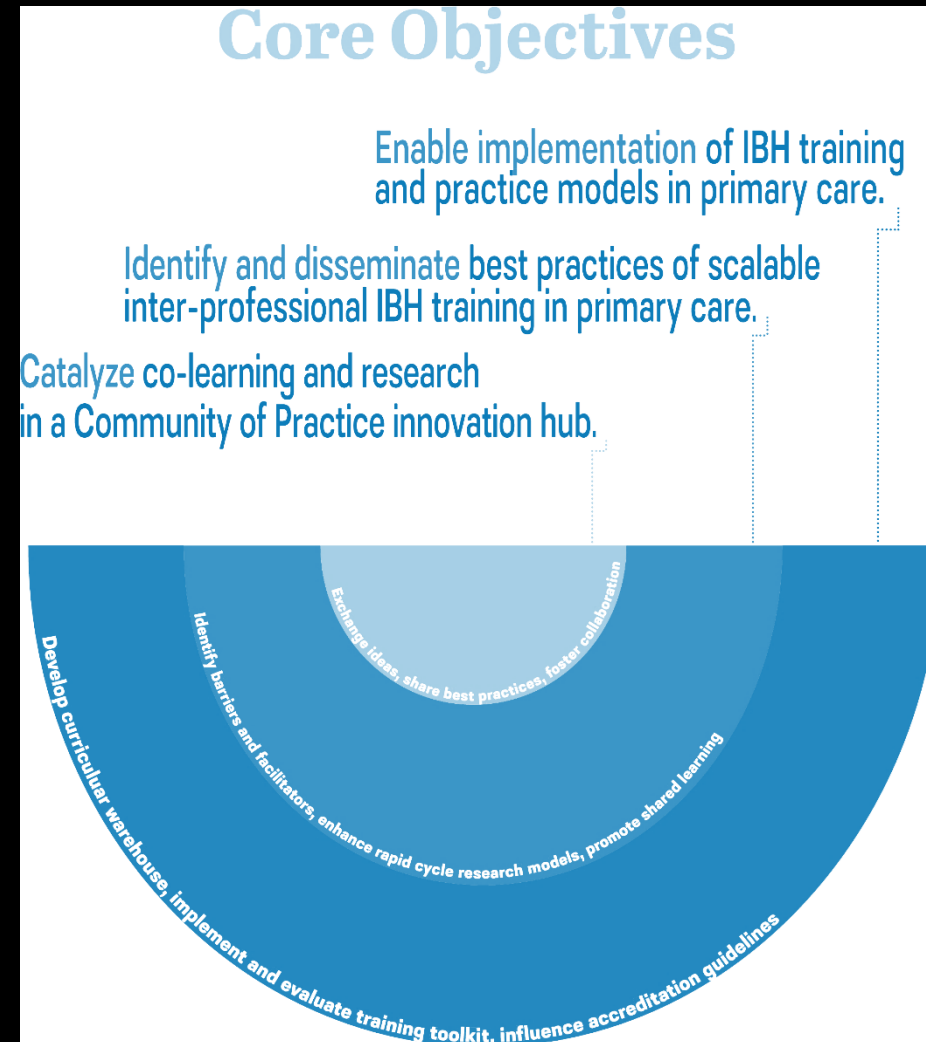 Core Objectives
Enable implementation of IBH training
and practice models in primary care.
Identify and disseminate best practices of scalable
inter-professional IBH training in primary care.
Catalyze co-learning and research
in a Community of Practice innovation hub.
Exchange ideas, share best practices, foster collaboration
Identify barriers and facilitators, enhance rapid cycle research models, promote shared learning
Develop curriculuar warehouse, implement and evaluate training toolkit, influence accreditation guidelines